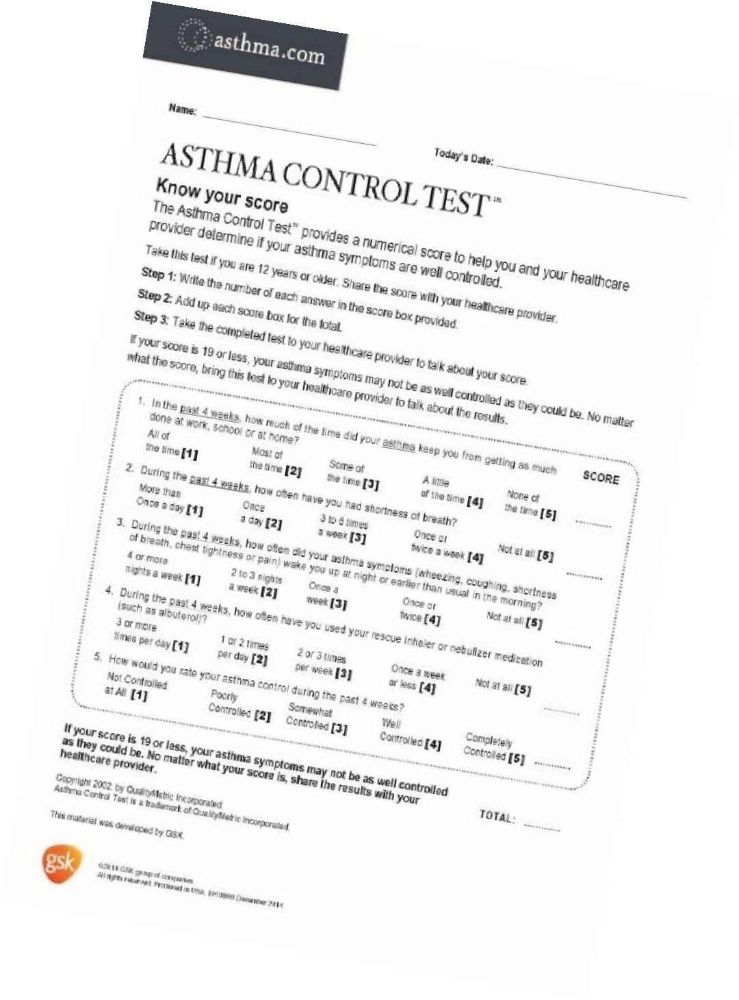 asthma.com
Name:
Today's Date:
ASTHMA CONTROL TEST™
Know your score
The Asthma Control Test™ provides a numerical score to help you and your healthcare
provider determine if your asthma symptoms are well controlled.
Take this test if you are 12 years or older. Share the score with your healthcare provider.
Step 1: Write the number of each answer in the score box provided.
Step 2: Add up each score box for the total.
Step 3: Take the completed test to your healthcare provider to talk about your score.
If your score is 19 or less, your asthma symptoms may not be as well controlled as they could be. No matter
what the score, bring this test to your healthcare provider to talk about the results.
SCORE
1. In the past 4 weeks, how much of the time did your asthma keep you from getting as much
done at work, school or at home?
All of
the time [1]
Most of
the time [2]
Some of
the time [3]
A little
of the time [4]
None of
the time [5]
2. During the past 4 weeks, how often have you had shortness of breath?
More than
Once a day [1]
Once
a day [2]
3 to 6 times
a week [3]
Once or
twice a week [4]
Not at all [5]
3. During the past 4 weeks, how often did your asthma symptoms (wheezing, coughing, shortness
of breath, chest tightness or pain) wake you up at night or earlier than usual in the morning?
4 or more
nights a week [1]
2 to 3 nights
a week [2]
Once a
week [3]
Once or
twice [4]
Not at all [5]
4. During the past 4 weeks, how often have you used your rescue inhaler or nebulizer medication
(such as albuterol)?
3 or more
times per day [1]
1 or 2 times
per day [2]
2 or 3 times
per week [3]
Once a week
or less [4]
Not at all [5]
5. How would you rate your asthma control during the past 4 weeks?
Not Controlled
at All [1]
Poorly
Controlled [2]
Somewhat
Controlled [3]
Well
Controlled [4]
Completely
Controlled [5]
If your score is 19 or less, your asthma symptoms may not be as well controlled
as they could be. No matter what your score is, share the results with your
healthcare provider.
TOTAL:
Copyright 2002, by QualityMetric Incorporated.
Asthma Control Test is a trademark of QualityMetric Incorporated.
This material was developed by GSK.
gsk
GSK group of companies
All rights reserved. Produced in USA. December 2014